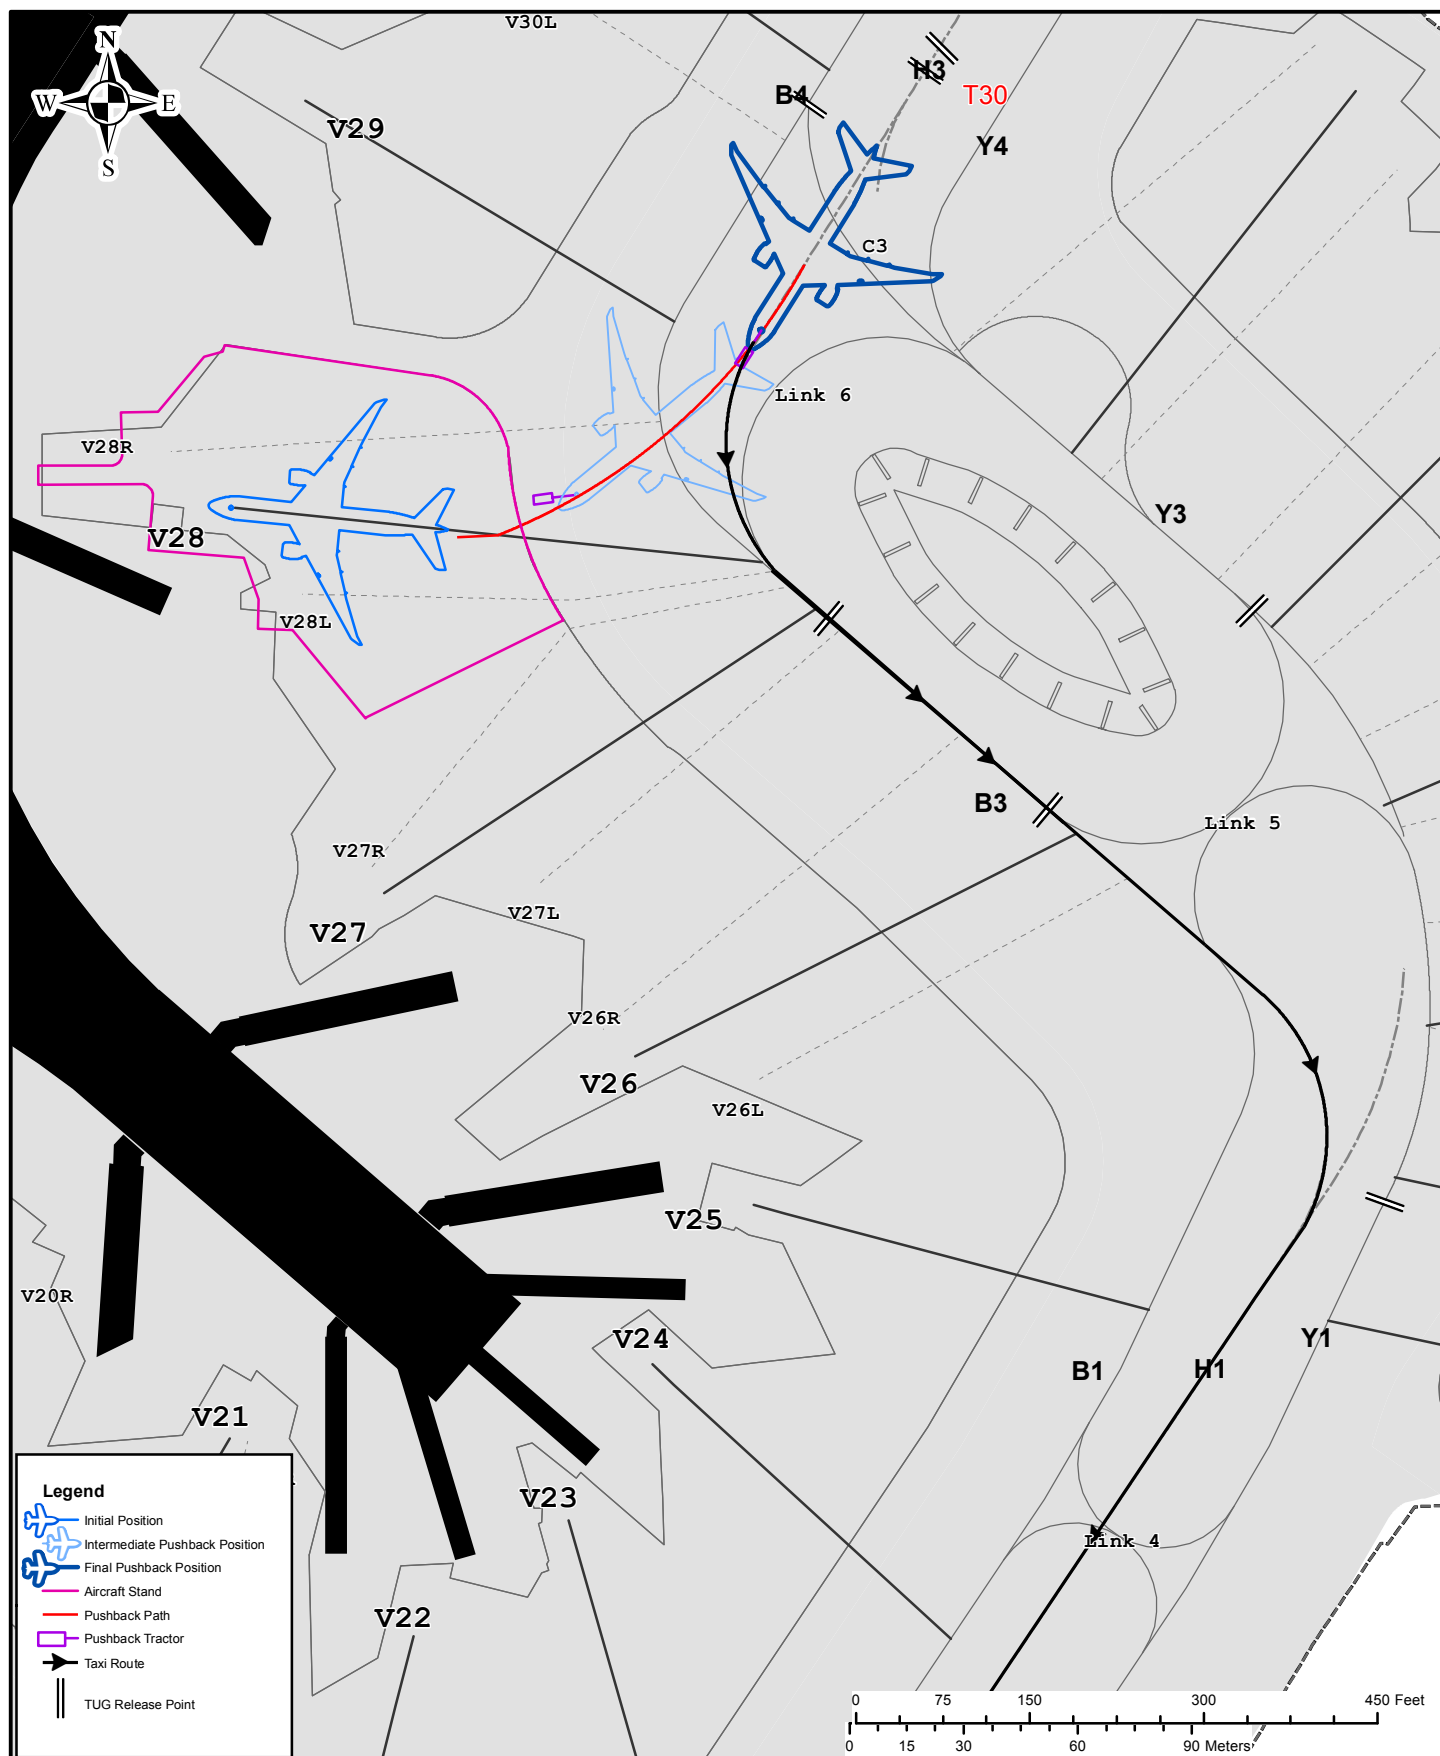 V30L
N
W E
S
H3
B4
T30
V29
Y4
C3
Link 6
V28R
Y3
V28
V28L
B3
Link 5
V27R
V27L
V27
V26R
V26
V26L
V25
V20R
V24
Y1
B1
H1
V21
V23
Link 4
V22
Legend
Initial Position
Intermediate Pushback Position
Final Pushback Position
Aircraft Stand
Pushback Path
Pushback Tractor
Taxi Route
TUG Release Point
0 75 150 300 450 Feet
0 15 30 60 90 Meters